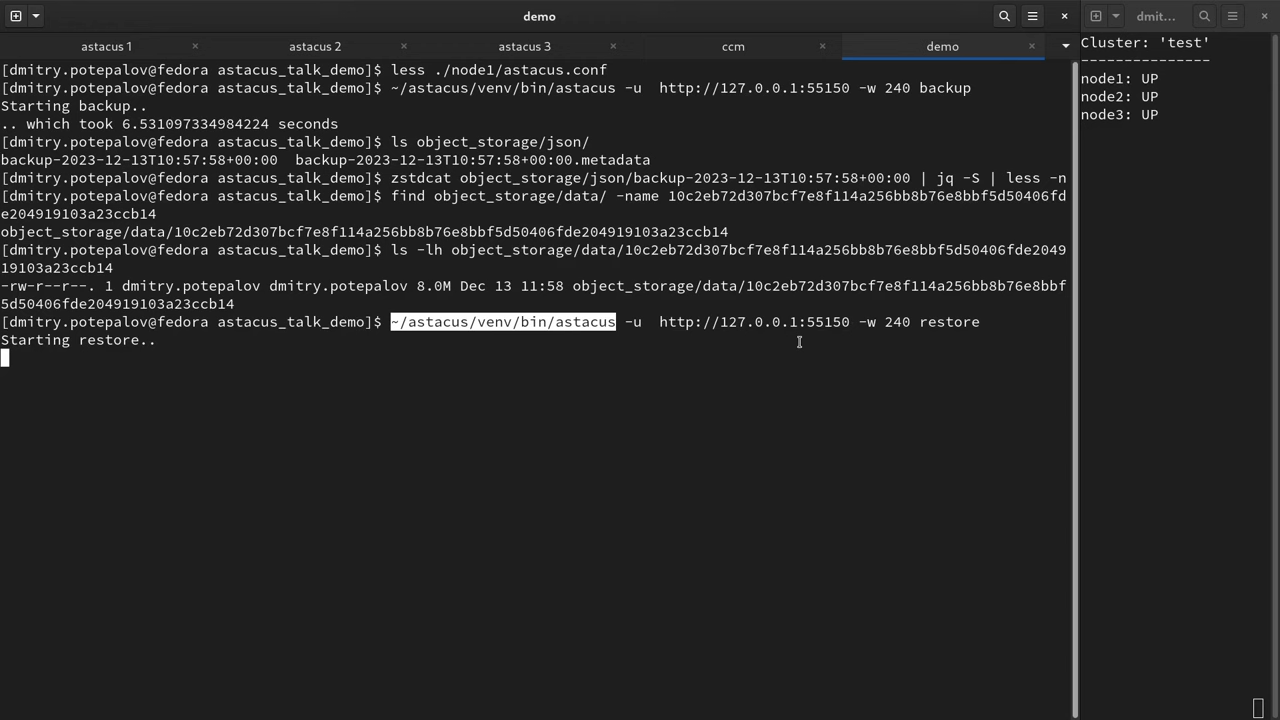 demo
astacus 1
astacus 2
astacus 3
ccm
demo
[dmitry.potepalov@fedora astacus_talk_demo]$ less ./node1/astacus.conf
[dmitry.potepalov@fedora astacus_talk_demo]$ ~/astacus/venv/bin/astacus -u  http://127.0.0.1:55150 -w 240 backup
Starting backup..
.. which took 6.531097334984224 seconds
[dmitry.potepalov@fedora astacus_talk_demo]$ ls object_storage/json/
backup-2023-12-13T10:57:58+00:00  backup-2023-12-13T10:57:58+00:00.metadata
[dmitry.potepalov@fedora astacus_talk_demo]$ zstdcat object_storage/json/backup-2023-12-13T10:57:58+00:00 | jq -S | less -n
[dmitry.potepalov@fedora astacus_talk_demo]$ find object_storage/data/ -name 10c2eb72d307bcf7e8f114a256bb8b76e8bbf5d50406fd
e204919103a23ccb14
object_storage/data/10c2eb72d307bcf7e8f114a256bb8b76e8bbf5d50406fde204919103a23ccb14
[dmitry.potepalov@fedora astacus_talk_demo]$ ls -lh object_storage/data/10c2eb72d307bcf7e8f114a256bb8b76e8bbf5d50406fde2049
19103a23ccb14
-rw-r--r--. 1 dmitry.potepalov dmitry.potepalov 8.0M Dec 13 11:58 object_storage/data/10c2eb72d307bcf7e8f114a256bb8b76e8bbf
5d50406fde204919103a23ccb14
[dmitry.potepalov@fedora astacus_talk_demo]$ ~/astacus/venv/bin/astacus -u  http://127.0.0.1:55150 -w 240 restore
Starting restore..
dmit...
Cluster: 'test'
---------------
node1: UP
node2: UP
node3: UP